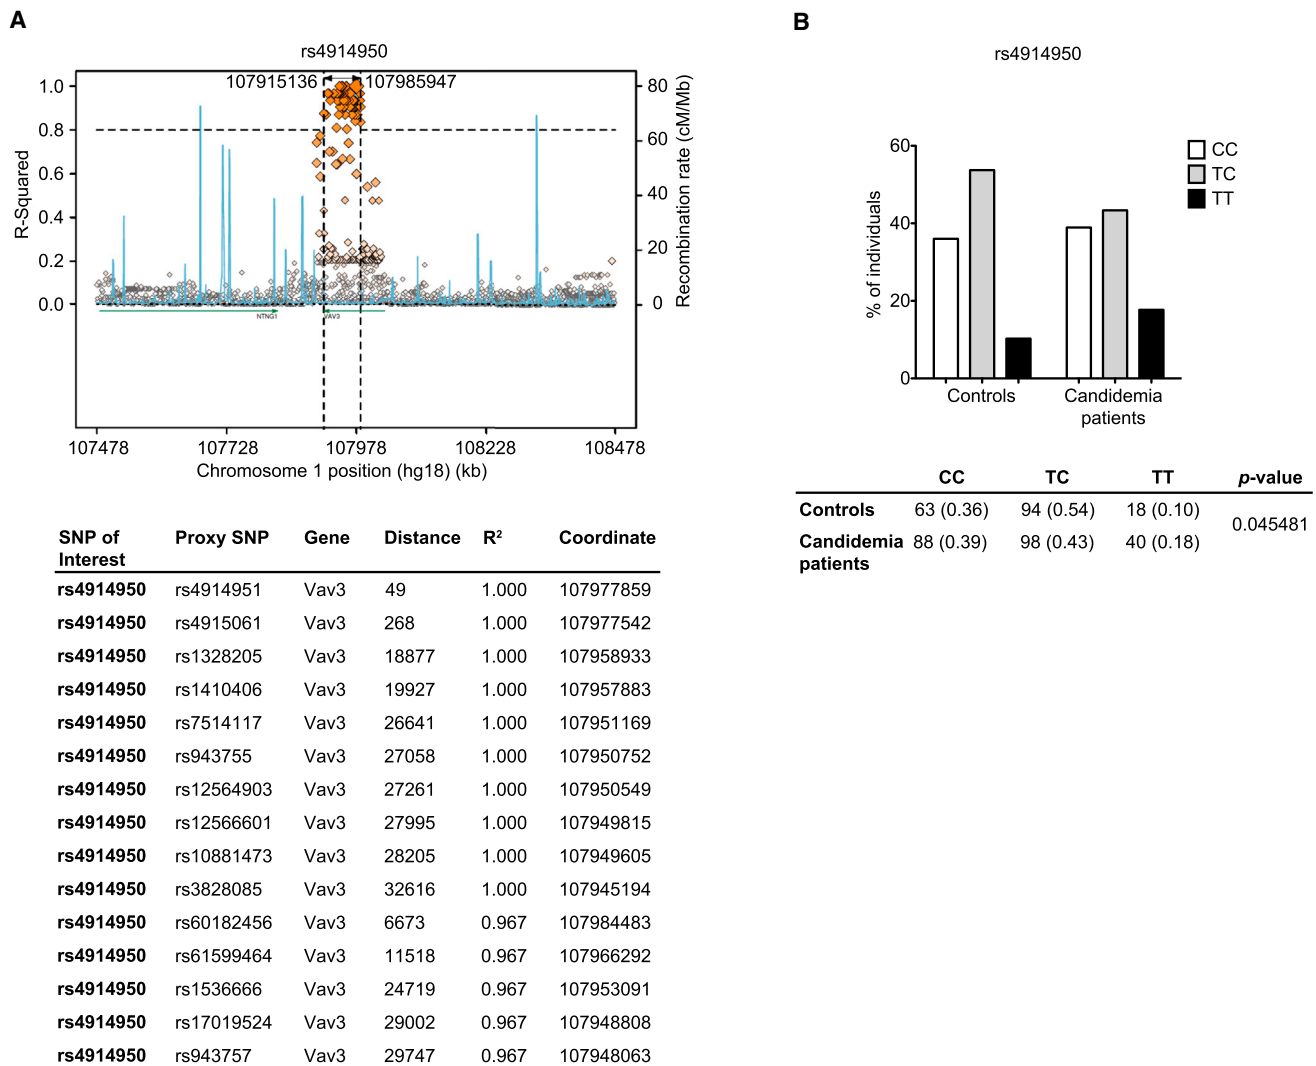 A
rs4914950
107915136
107985947
1.0
0.8
0.6
0.4
0.2
0.0
R-Squared
80
60
40
20
0
Recombination rate (cM/Mb)
NTNG1
VAV3
107478
107728
107978
108228
108478
Chromosome 1 position (hg18) (kb)
SNP of Interest Proxy SNP Gene Distance R² Coordinate
rs4914950 rs4914951 Vav3 49 1.000 107977859
rs4914950 rs4915061 Vav3 268 1.000 107977542
rs4914950 rs1328205 Vav3 18877 1.000 107958933
rs4914950 rs1410406 Vav3 19927 1.000 107957883
rs4914950 rs7514117 Vav3 26641 1.000 107951169
rs4914950 rs943755 Vav3 27058 1.000 107950752
rs4914950 rs12564903 Vav3 27261 1.000 107950549
rs4914950 rs12566601 Vav3 27995 1.000 107949815
rs4914950 rs10881473 Vav3 28205 1.000 107949605
rs4914950 rs3828085 Vav3 32616 1.000 107945194
rs4914950 rs60182456 Vav3 6673 0.967 107984483
rs4914950 rs61599464 Vav3 11518 0.967 107966292
rs4914950 rs1536666 Vav3 24719 0.967 107953091
rs4914950 rs17019524 Vav3 29002 0.967 107948808
rs4914950 rs943757 Vav3 29747 0.967 107948063
B
rs4914950
60
40
20
0
% of individuals
CC
TC
TT
Controls
Candidemia
patients
CC TC TT p-value
Controls 63 (0.36) 94 (0.54) 18 (0.10)
0.045481
Candidemia 88 (0.39) 98 (0.43) 40 (0.18)
patients